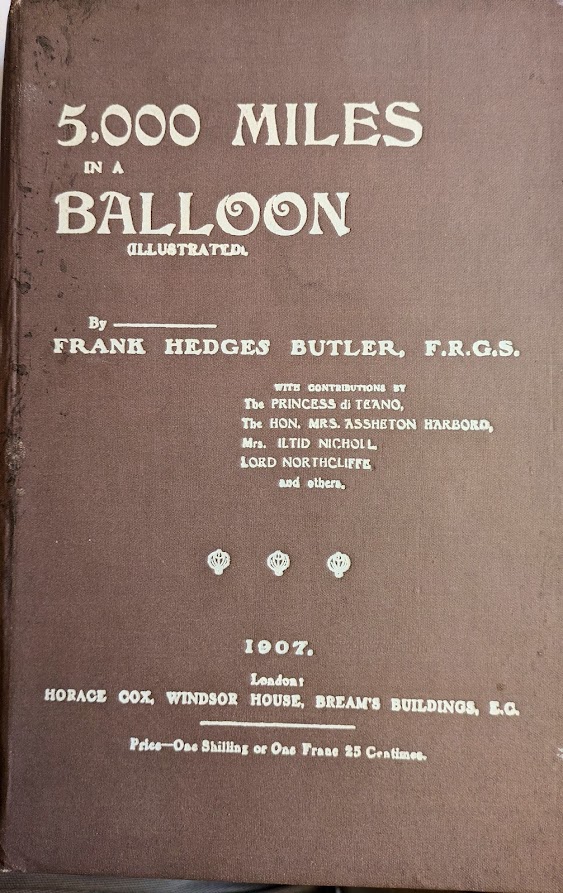 5,000 MILES
IN A
BALLOON
(ILLUSTRATED).
By
FRANK HEDGES BUTLER, F.R.G.S.
WITH CONTRIBUTIONS BY
The PRINCESS di TEANO,
The HON. MRS. ASSHETON HARBORD,
Mrs. ILTID NICHOLL,
LORD NORTHCLIFFE
and others.
1907.
London:
HORACE COX, WINDSOR HOUSE, BREAM'S BUILDINGS, E.C.
Price—One Shilling or One Franc 25 Centimes.